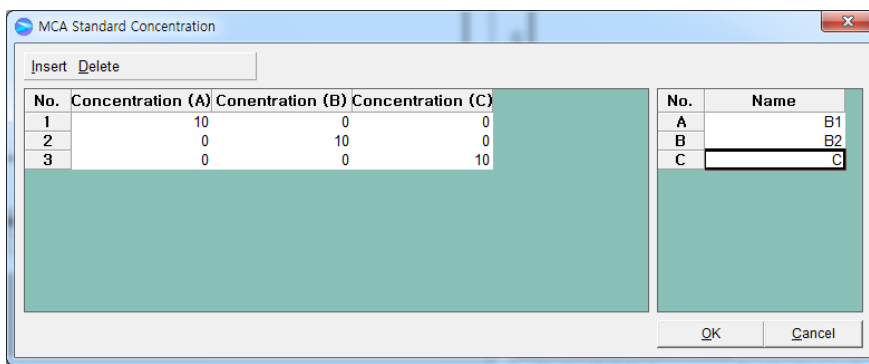 MCA Standard Concentration
Insert Delete
No. Concentration (A) Conentration (B) Concentration (C)
1 10 0 0
2 0 10 0
3 0 0 10
No. Name
A B1
B B2
C C
OK Cancel